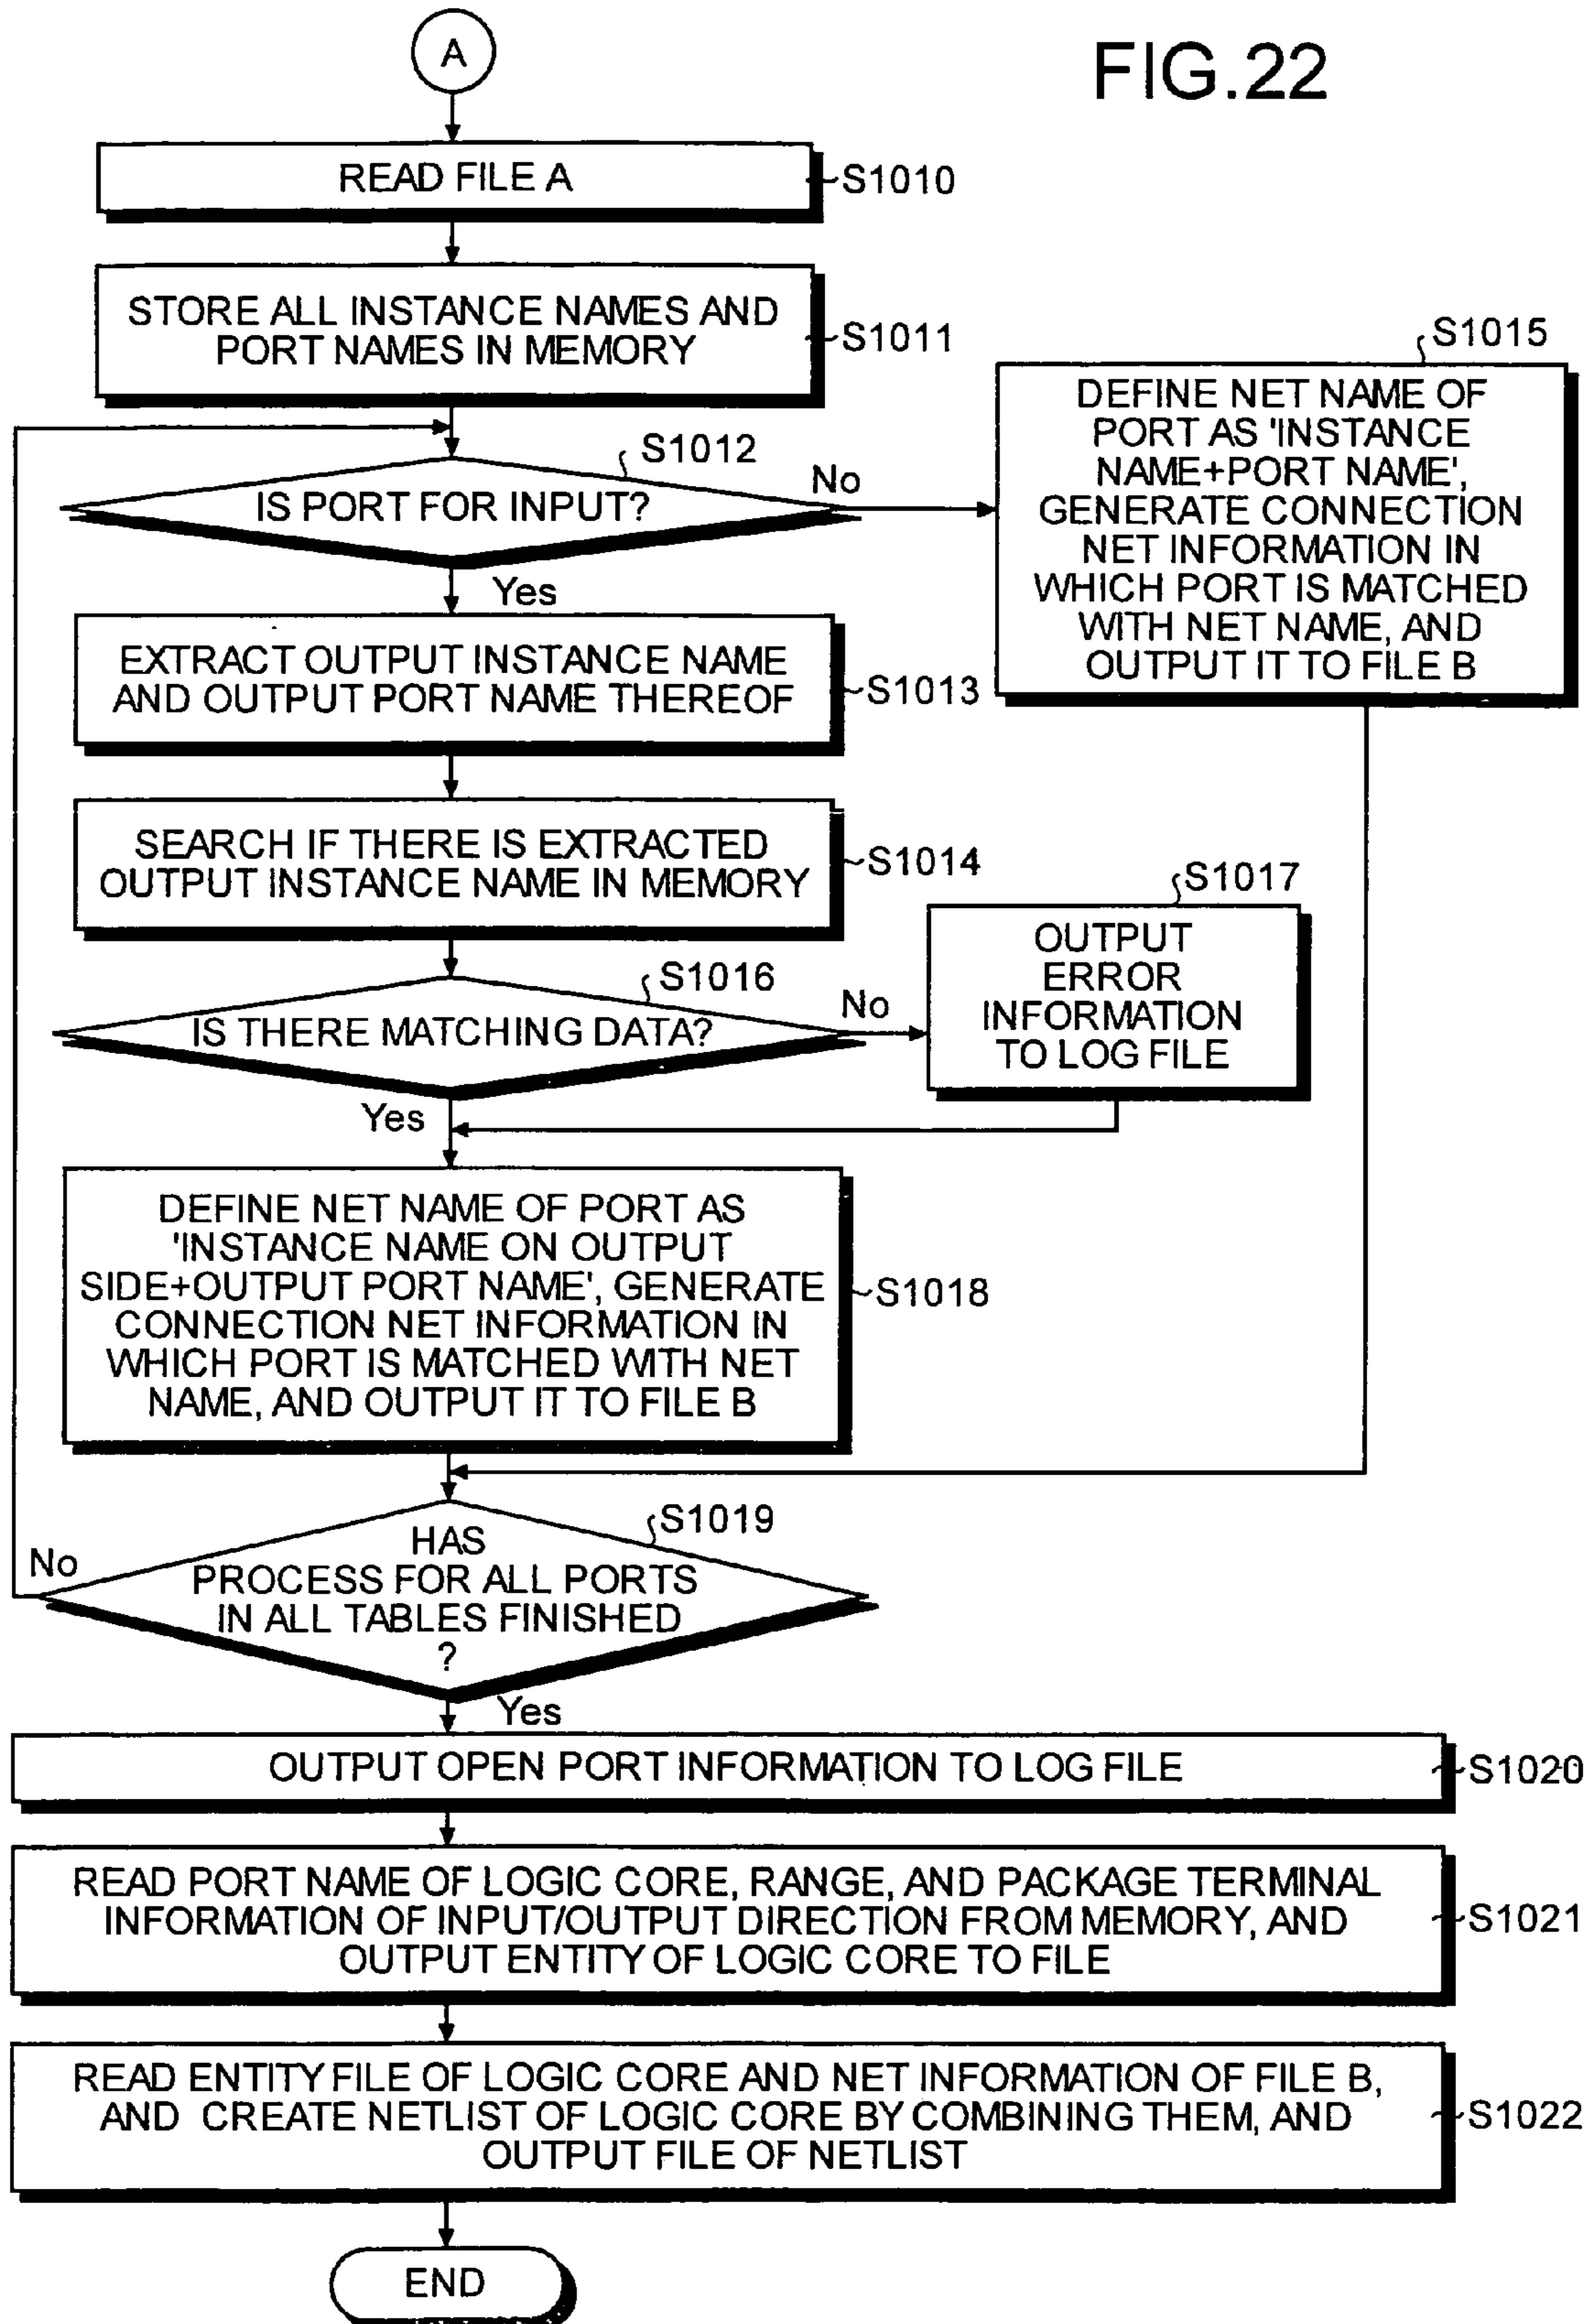 FIG.22
A
READ FILE A
S1010
STORE ALL INSTANCE NAMES AND
PORT NAMES IN MEMORY
S1011
S1012
IS PORT FOR INPUT?
No
Yes
S1015
DEFINE NET NAME OF
PORT AS 'INSTANCE
NAME+PORT NAME',
GENERATE CONNECTION
NET INFORMATION IN
WHICH PORT IS MATCHED
WITH NET NAME, AND
OUTPUT IT TO FILE B
EXTRACT OUTPUT INSTANCE NAME
AND OUTPUT PORT NAME THEREOF
S1013
SEARCH IF THERE IS EXTRACTED
OUTPUT INSTANCE NAME IN MEMORY
S1014
S1016
IS THERE MATCHING DATA?
No
Yes
S1017
OUTPUT
ERROR
INFORMATION
TO LOG FILE
DEFINE NET NAME OF PORT AS
'INSTANCE NAME ON OUTPUT
SIDE+OUTPUT PORT NAME', GENERATE
CONNECTION NET INFORMATION IN
WHICH PORT IS MATCHED WITH NET
NAME, AND OUTPUT IT TO FILE B
S1018
S1019
HAS
PROCESS FOR ALL PORTS
IN ALL TABLES FINISHED
?
No
Yes
OUTPUT OPEN PORT INFORMATION TO LOG FILE
S1020
READ PORT NAME OF LOGIC CORE, RANGE, AND PACKAGE TERMINAL
INFORMATION OF INPUT/OUTPUT DIRECTION FROM MEMORY, AND
OUTPUT ENTITY OF LOGIC CORE TO FILE
S1021
READ ENTITY FILE OF LOGIC CORE AND NET INFORMATION OF FILE B,
AND CREATE NETLIST OF LOGIC CORE BY COMBINING THEM, AND
OUTPUT FILE OF NETLIST
S1022
END